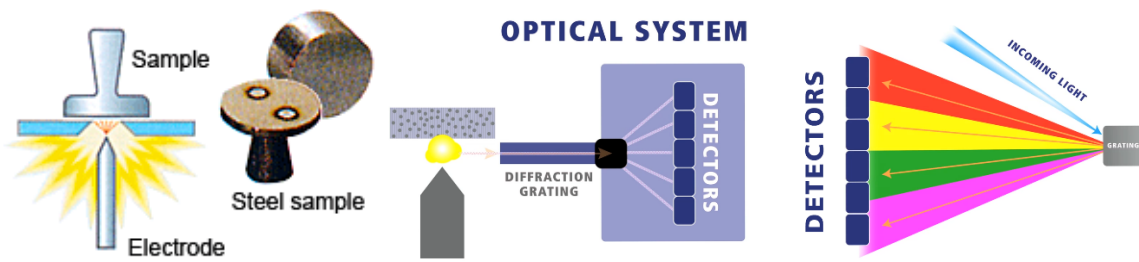 Sample
Steel sample
Electrode
OPTICAL SYSTEM
DIFFRACTION
GRATING
DETECTORS
DETECTORS
INCOMING LIGHT
GRATING